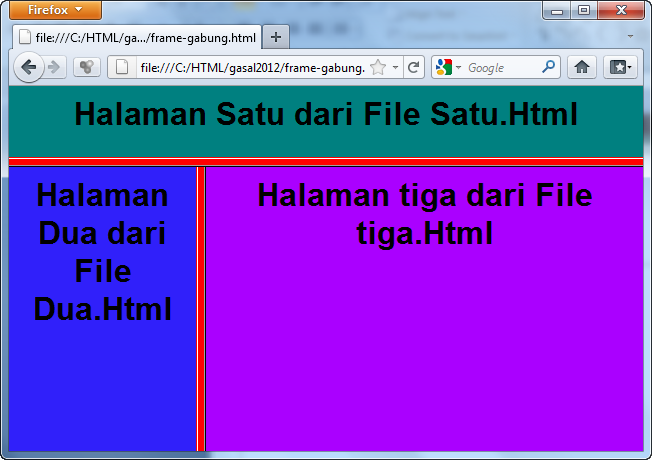 Firefox
file:///C:/HTML/ga.../frame-gabung.html
file:///C:/HTML/gasal2012/frame-gabung.
Google
Halaman Satu dari File Satu.Html
Halaman
Dua dari
File
Dua.Html
Halaman tiga dari File
tiga.Html